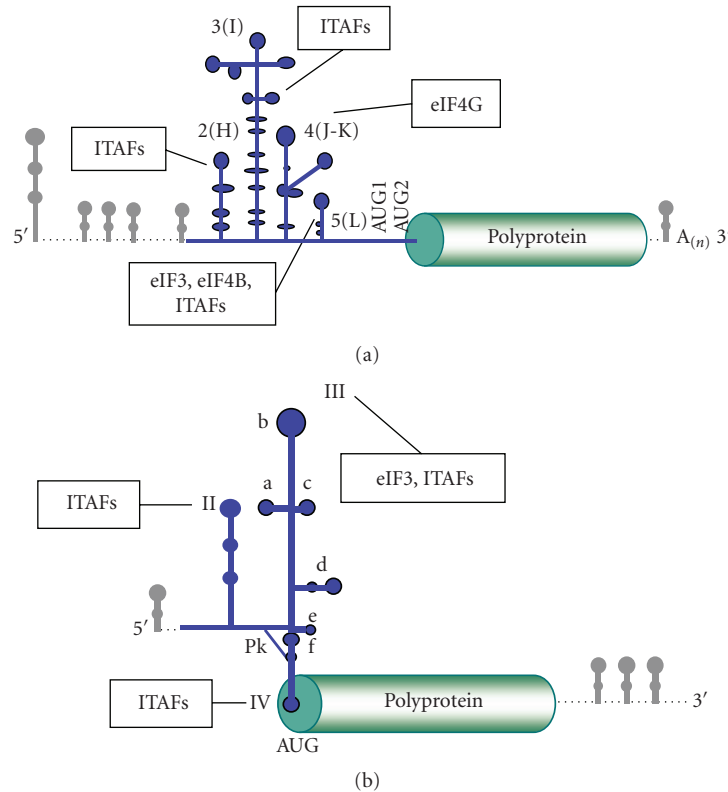 3(I)
ITAFs
eIF4G
2(H)
4(J-K)
ITAFs
AUG1
AUG2
5(L)
5′
Polyprotein
A(n) 3
eIF3, eIF4B,
ITAFs
(a)
III
b
eIF3, ITAFs
a
c
ITAFs
II
d
e
5′
Pk
f
ITAFs
IV
Polyprotein
3′
AUG
(b)